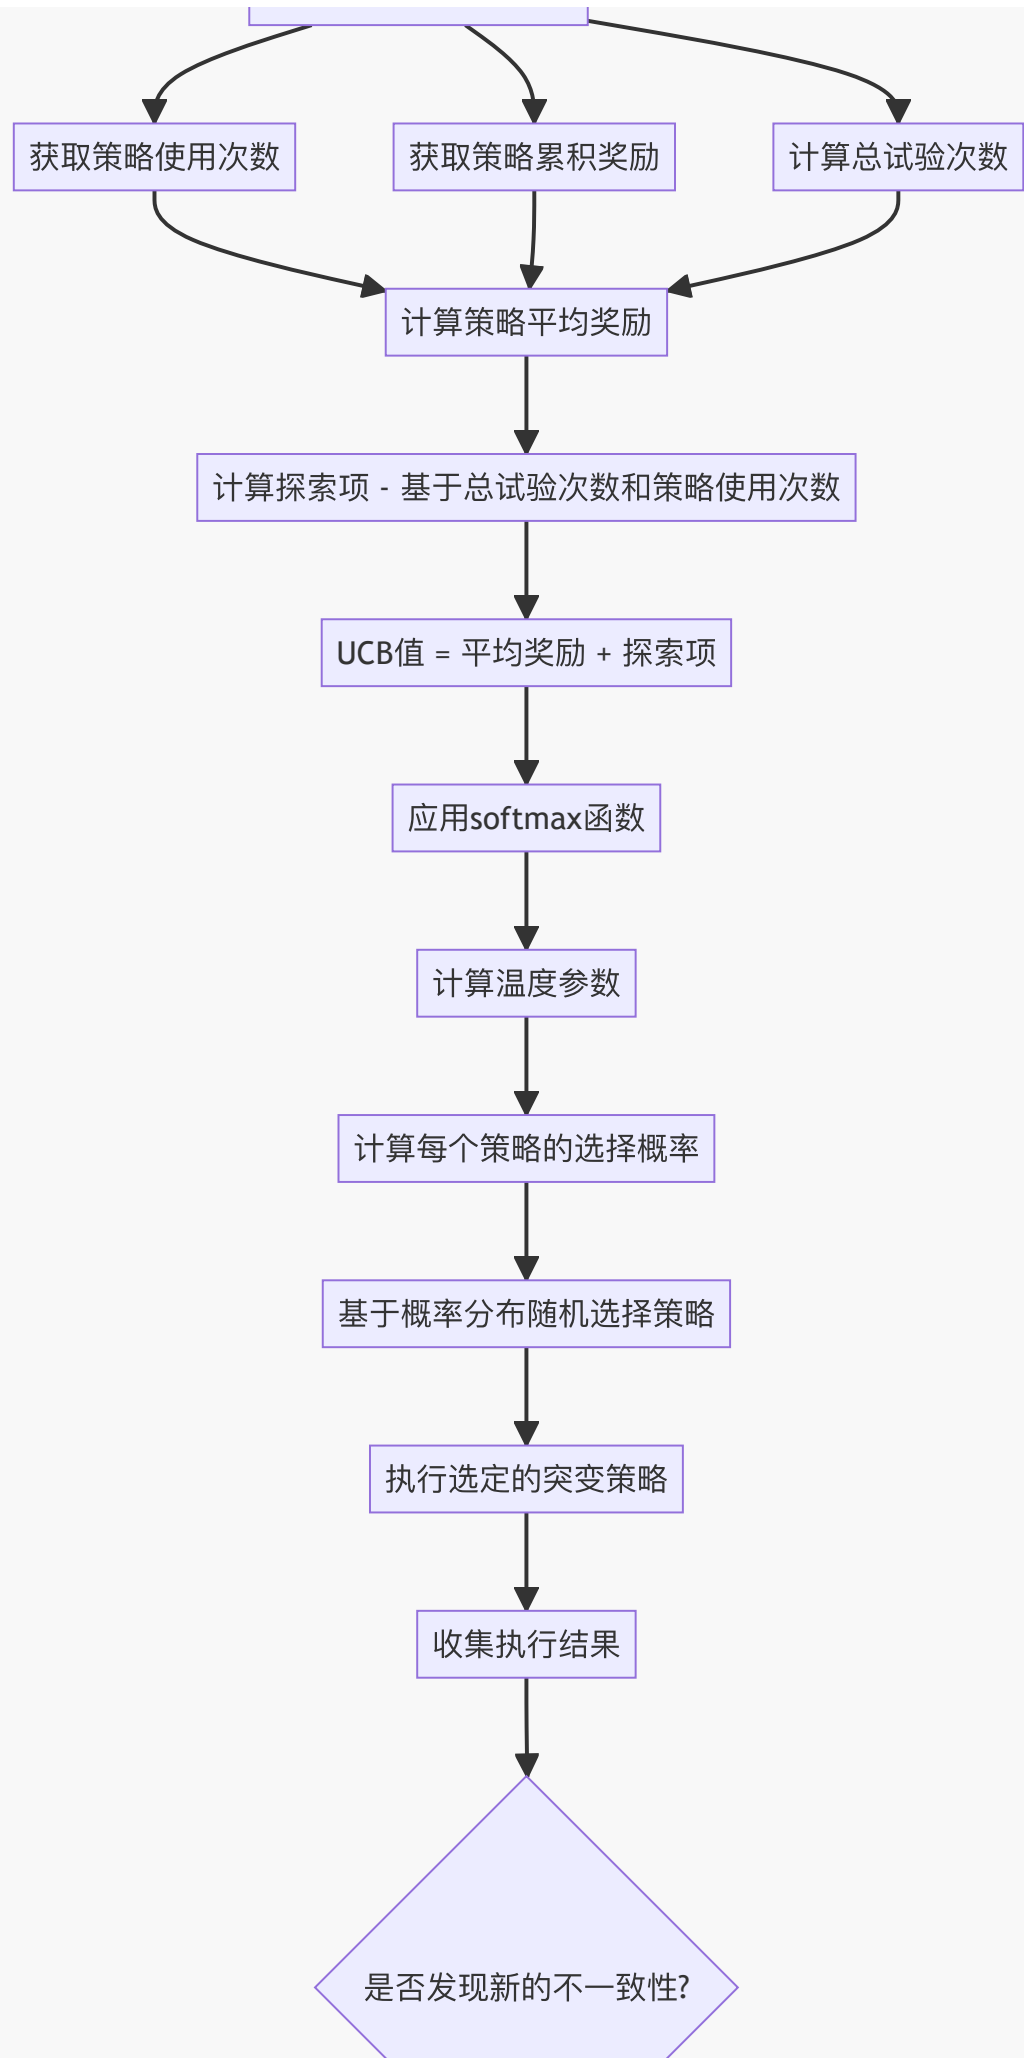 获取策略使用次数
获取策略累积奖励
计算总试验次数
计算策略平均奖励
计算探索项 - 基于总试验次数和策略使用次数
UCB值 = 平均奖励 + 探索项
应用softmax函数
计算温度参数
计算每个策略的选择概率
基于概率分布随机选择策略
执行选定的突变策略
收集执行结果
是否发现新的不一致性?